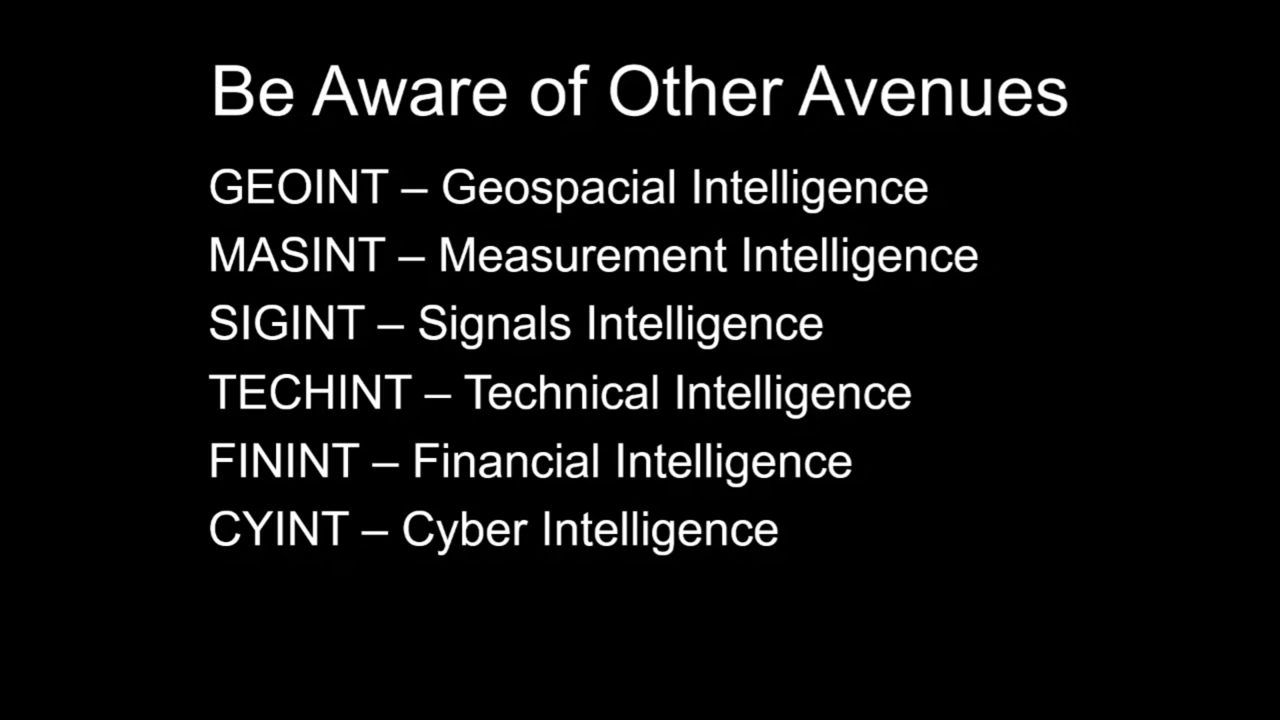 Be Aware of Other Avenues
GEOINT – Geospacial Intelligence
MASINT – Measurement Intelligence
SIGINT – Signals Intelligence
TECHINT – Technical Intelligence
FININT – Financial Intelligence
CYINT – Cyber Intelligence